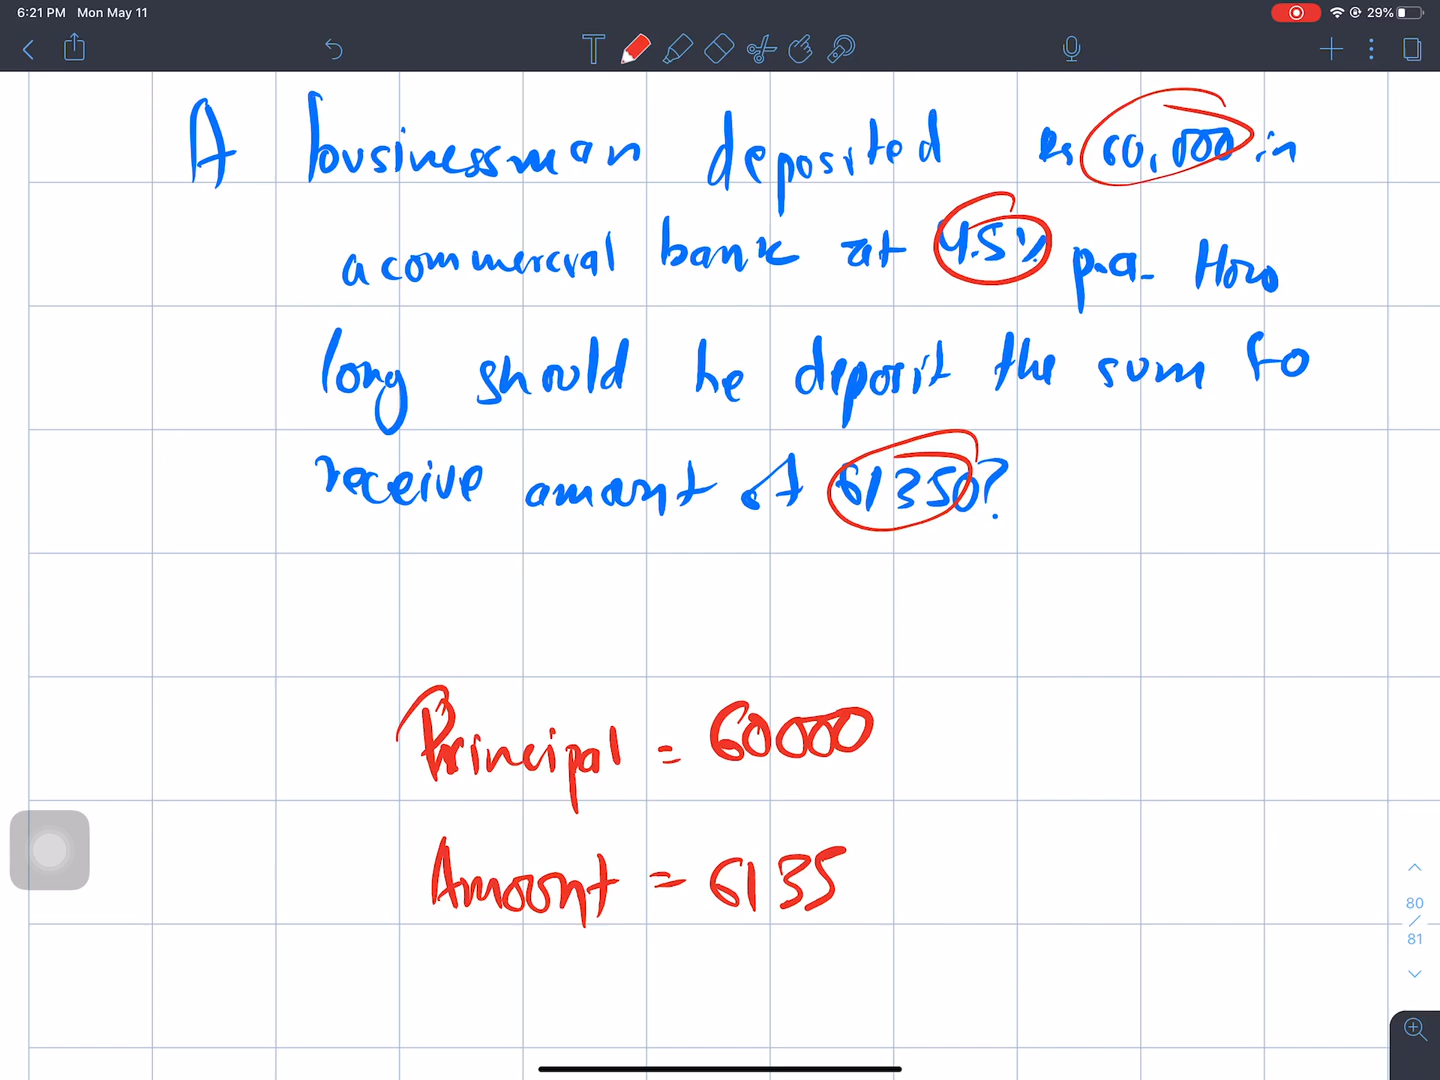 6:21 PM Mon May 11
29%
A businessman deposited Rs 60,000 in
a commercial bank at 4.5% p.a. How
long should he deposit the sum to
receive amount of 61350?
Principal = 60000
Amount = 6135
80
/
81